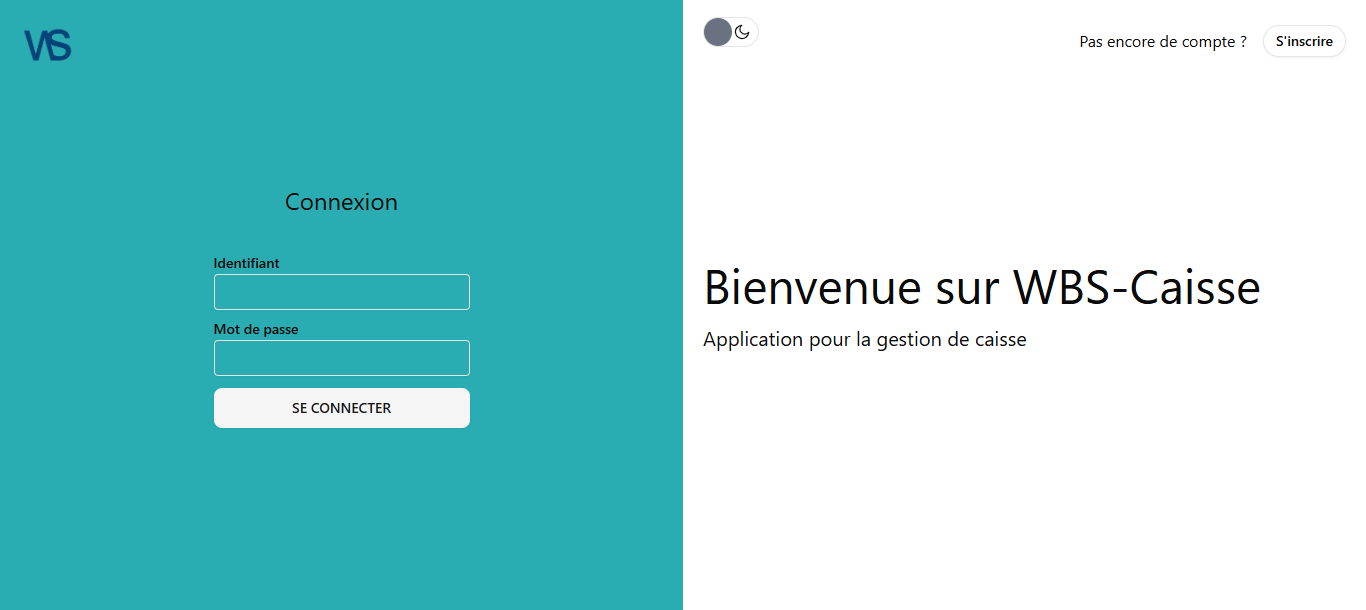 Connexion
Identifiant
Mot de passe
SE CONNECTER
Pas encore de compte ?
S'inscrire
Bienvenue sur WBS-Caisse
Application pour la gestion de caisse